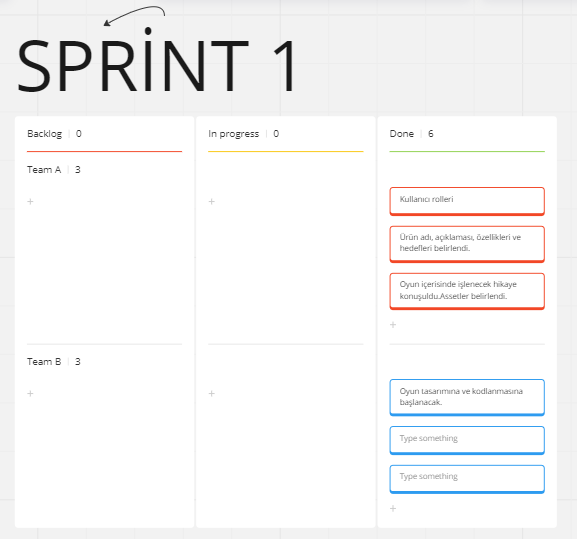 SPRİNT 1
Backlog | 0
In progress | 0
Done | 6
Team A | 3
+
+
Kullanıcı rolleri
Ürün adı, açıklaması, özellikleri ve
hedefleri belirlendi.
Oyun içerisinde işlenecek hikaye
konuşuldu.Assetler belirlendi.
+
Team B | 3
+
+
Oyun tasarımına ve kodlanmasına
başlanacak.
Type something
Type something
+